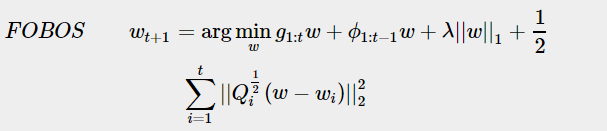 FOBOS w_{t+1} = arg min_w g_{1:t}w + ϕ_{1:t−1}w + λ||w||_1 + 1/2
∑_{i=1}^{t} ||Q_i^{1/2}(w − w_i)||_2^2